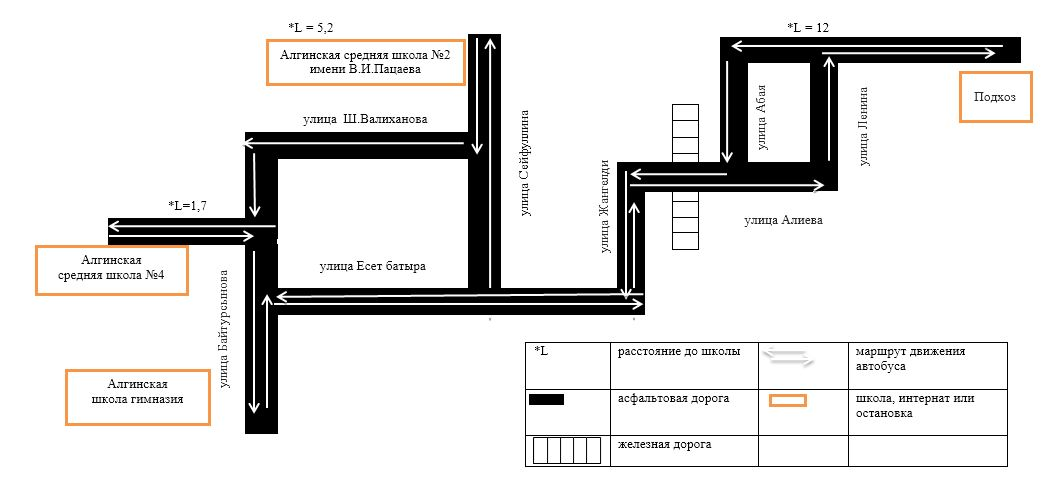 *L = 5,2
*L = 12
Алгинская средняя школа №2
имени В.И.Пацаева
Подхоз
улица Ш.Валиханова
улица Сейфуллина
улица Абая
улица Ленина
улица Жангелди
улица Алиева
*L=1,7
Алгинская
средняя школа №4
улица Есет батыра
улица Байтурсынова
Алгинская
школа гимназия
*L
расстояние до школы
маршрут движения
автобуса
асфальтовая дорога
школа, интернат или
остановка
железная дорога